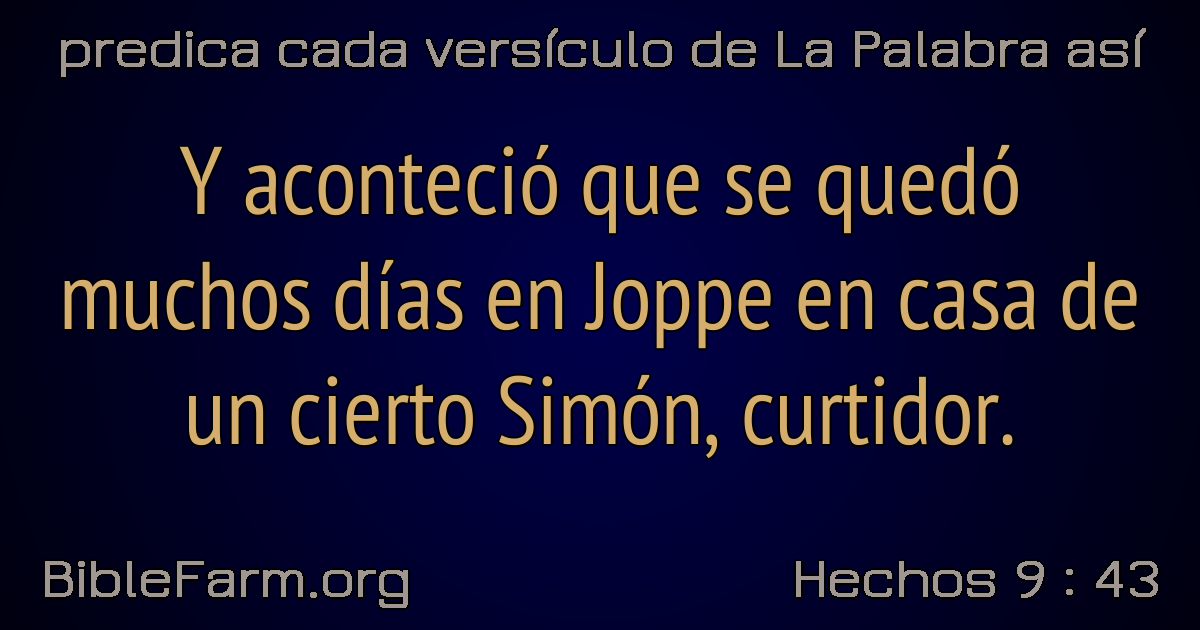 predica cada versículo de La Palabra así
Y aconteció que se quedó
muchos días en Joppe en casa de
un cierto Simón, curtidor.
BibleFarm.org
Hechos 9 : 43